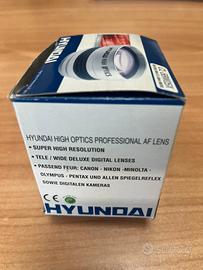 HYUNDAI
HYUNDAI HIGH OPTICS PROFESSIONAL AF LENS
• SUPER HIGH RESOLUTION
• TELE / WIDE DELUXE DIGITAL LENSES
• PASSEND FEUR: CANON - NIKON -MINOLTA -
OLYMPUS - PENTAX UND ALLEN SPIEGELREFLEX
SOWIE DIGITALEN KAMERAS
CE
HYUNDAI